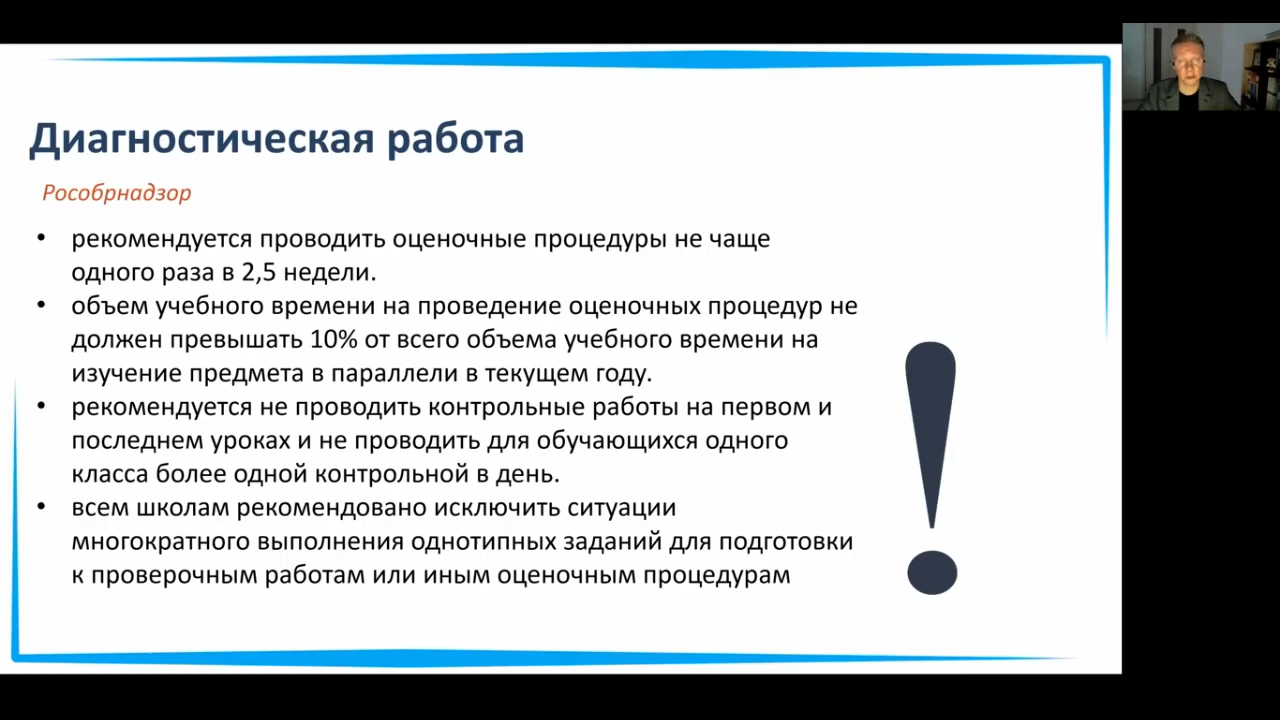 Диагностическая работа
Рособрнадзор
• рекомендуется проводить оценочные процедуры не чаще
одного раза в 2,5 недели.
• объем учебного времени на проведение оценочных процедур не
должен превышать 10% от всего объема учебного времени на
изучение предмета в параллели в текущем году.
• рекомендуется не проводить контрольные работы на первом и
последнем уроках и не проводить для обучающихся одного
класса более одной контрольной в день.
• всем школам рекомендовано исключить ситуации
многократного выполнения однотипных заданий для подготовки
к проверочным работам или иным оценочным процедурам
!